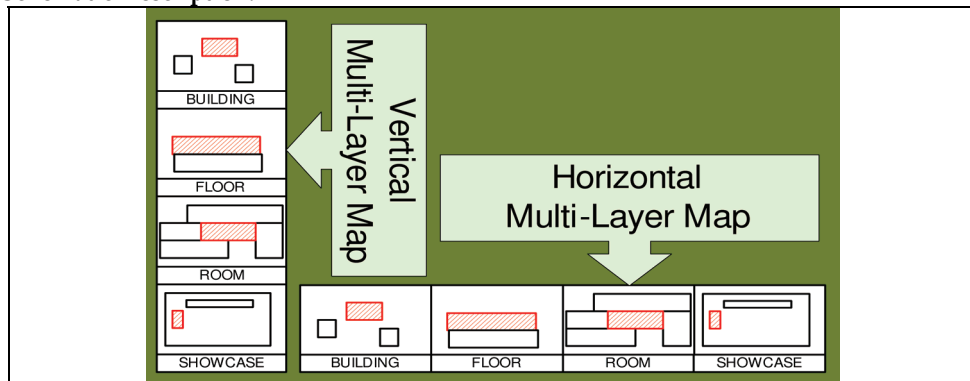 BUILDING
FLOOR
ROOM
SHOWCASE
Vertical
Multi-Layer Map
Horizontal
Multi-Layer Map
BUILDING
FLOOR
ROOM
SHOWCASE